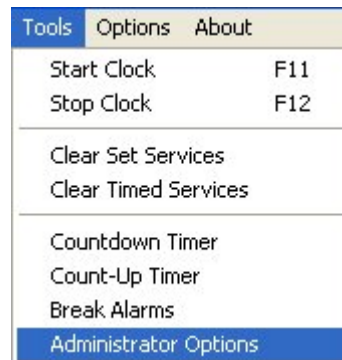 Tools Options About
Start Clock F11
Stop Clock F12
Clear Set Services
Clear Timed Services
Countdown Timer
Count-Up Timer
Break Alarms
Administrator Options